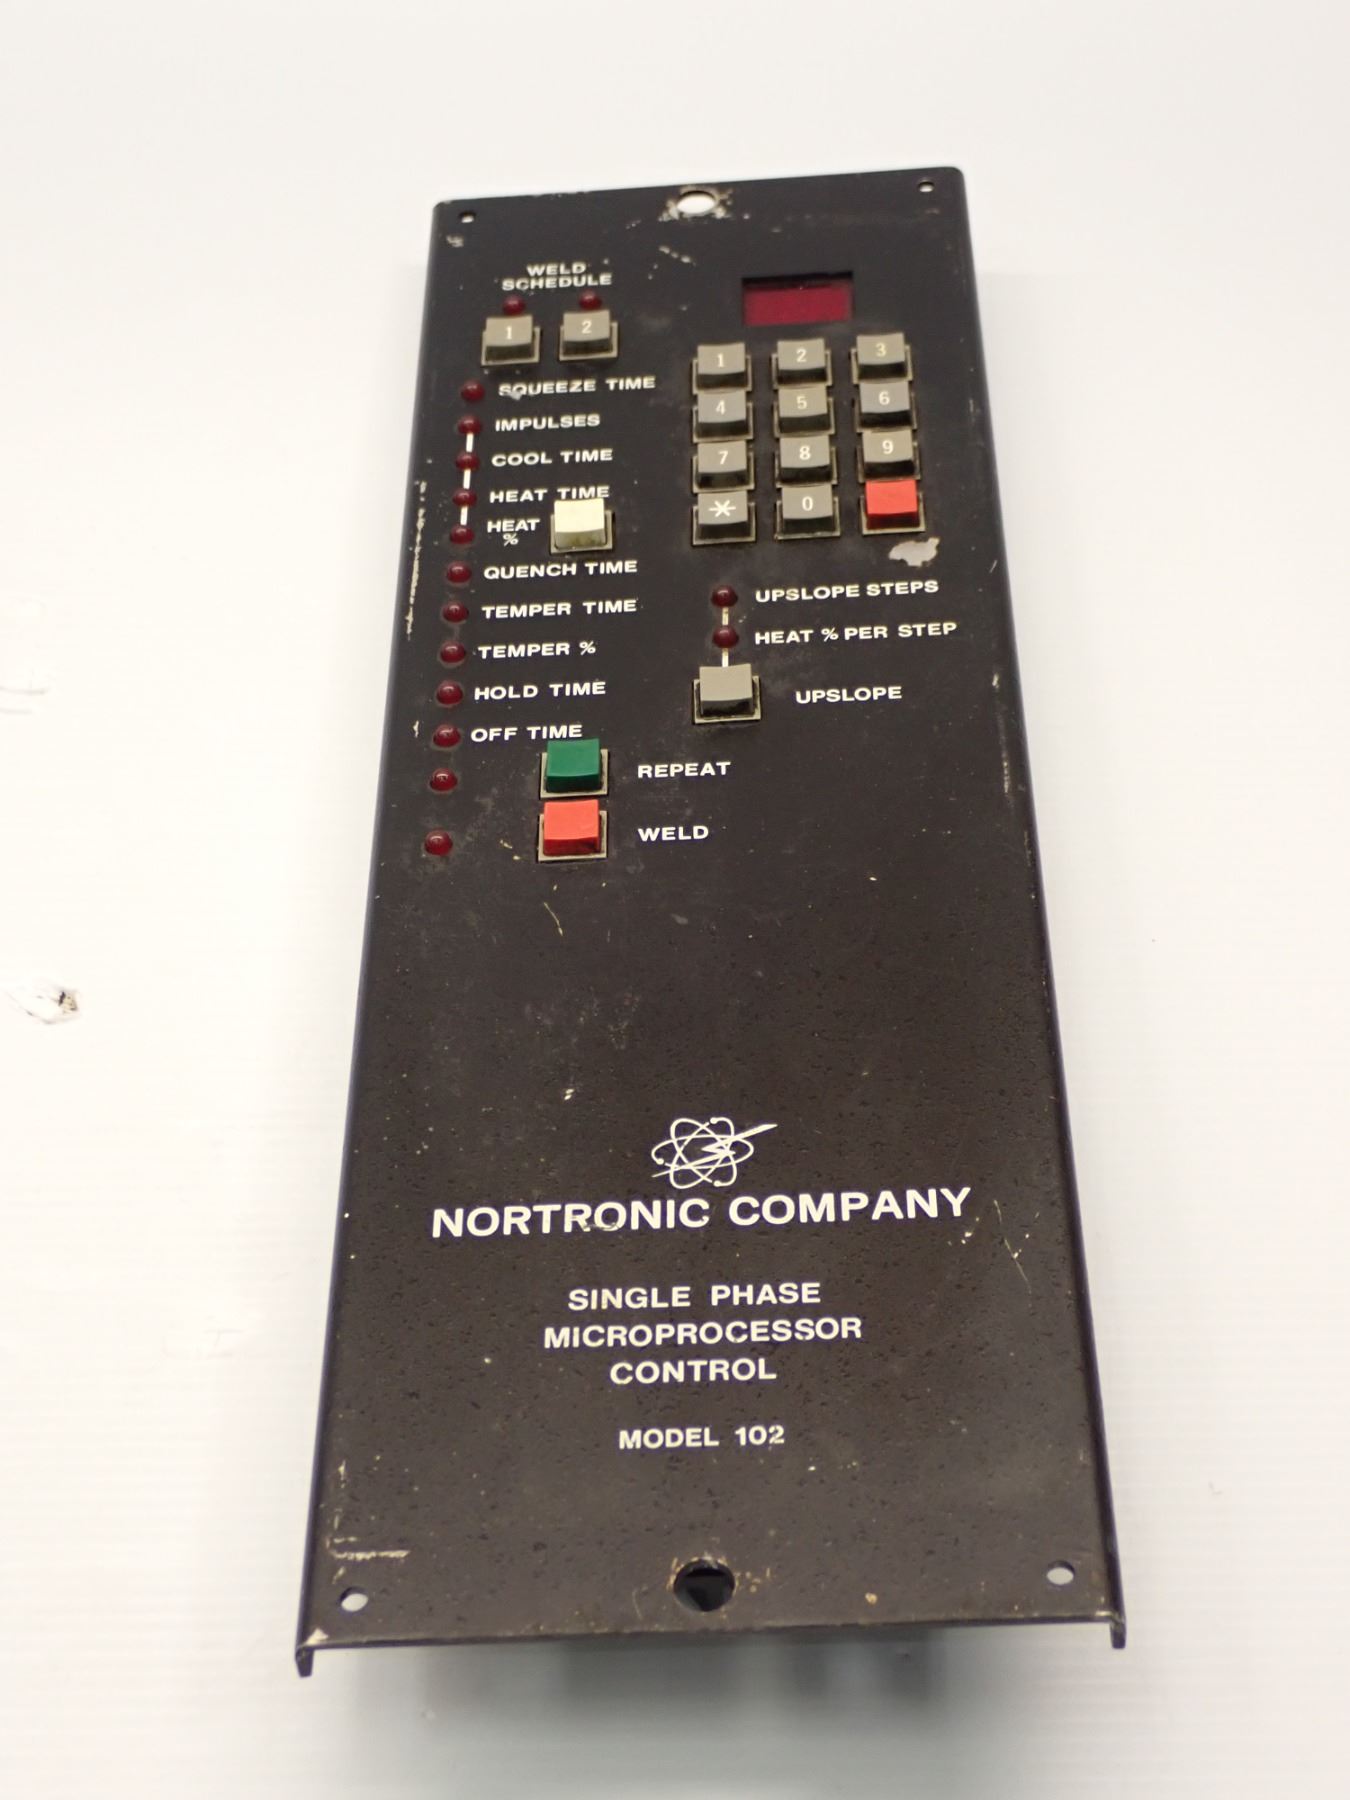 WELD
SCHEDULE
1 2
SQUEEZE TIME
IMPULSES
COOL TIME
HEAT TIME
HEAT
%
QUENCH TIME
TEMPER TIME
TEMPER %
HOLD TIME
OFF TIME
REPEAT
WELD
1 2 3
4 5 6
7 8 9
* 0
UPSLOPE STEPS
HEAT % PER STEP
UPSLOPE
NORTRONIC COMPANY
SINGLE PHASE
MICROPROCESSOR
CONTROL
MODEL 102